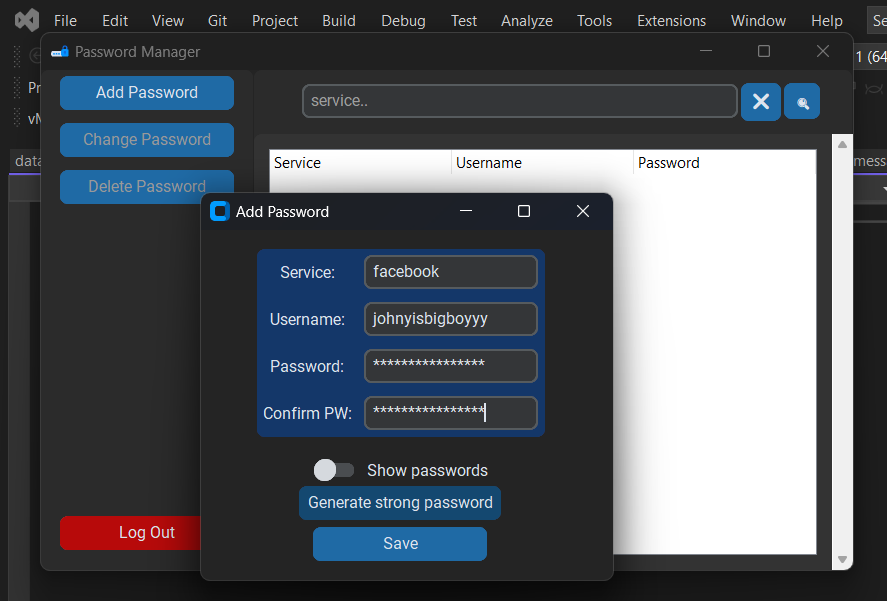 File Edit View Git Project Build Debug Test Analyze Tools Extensions Window Help Se
Password Manager
1 (64
Add Password
Pr
service..
vM
Change Password
data
Service Username Password
mess
Delete Password
Add Password
Service: facebook
Username: johnyisbigboyyy
Password: ****************
Confirm PW: ****************
Show passwords
Generate strong password
Log Out
Save